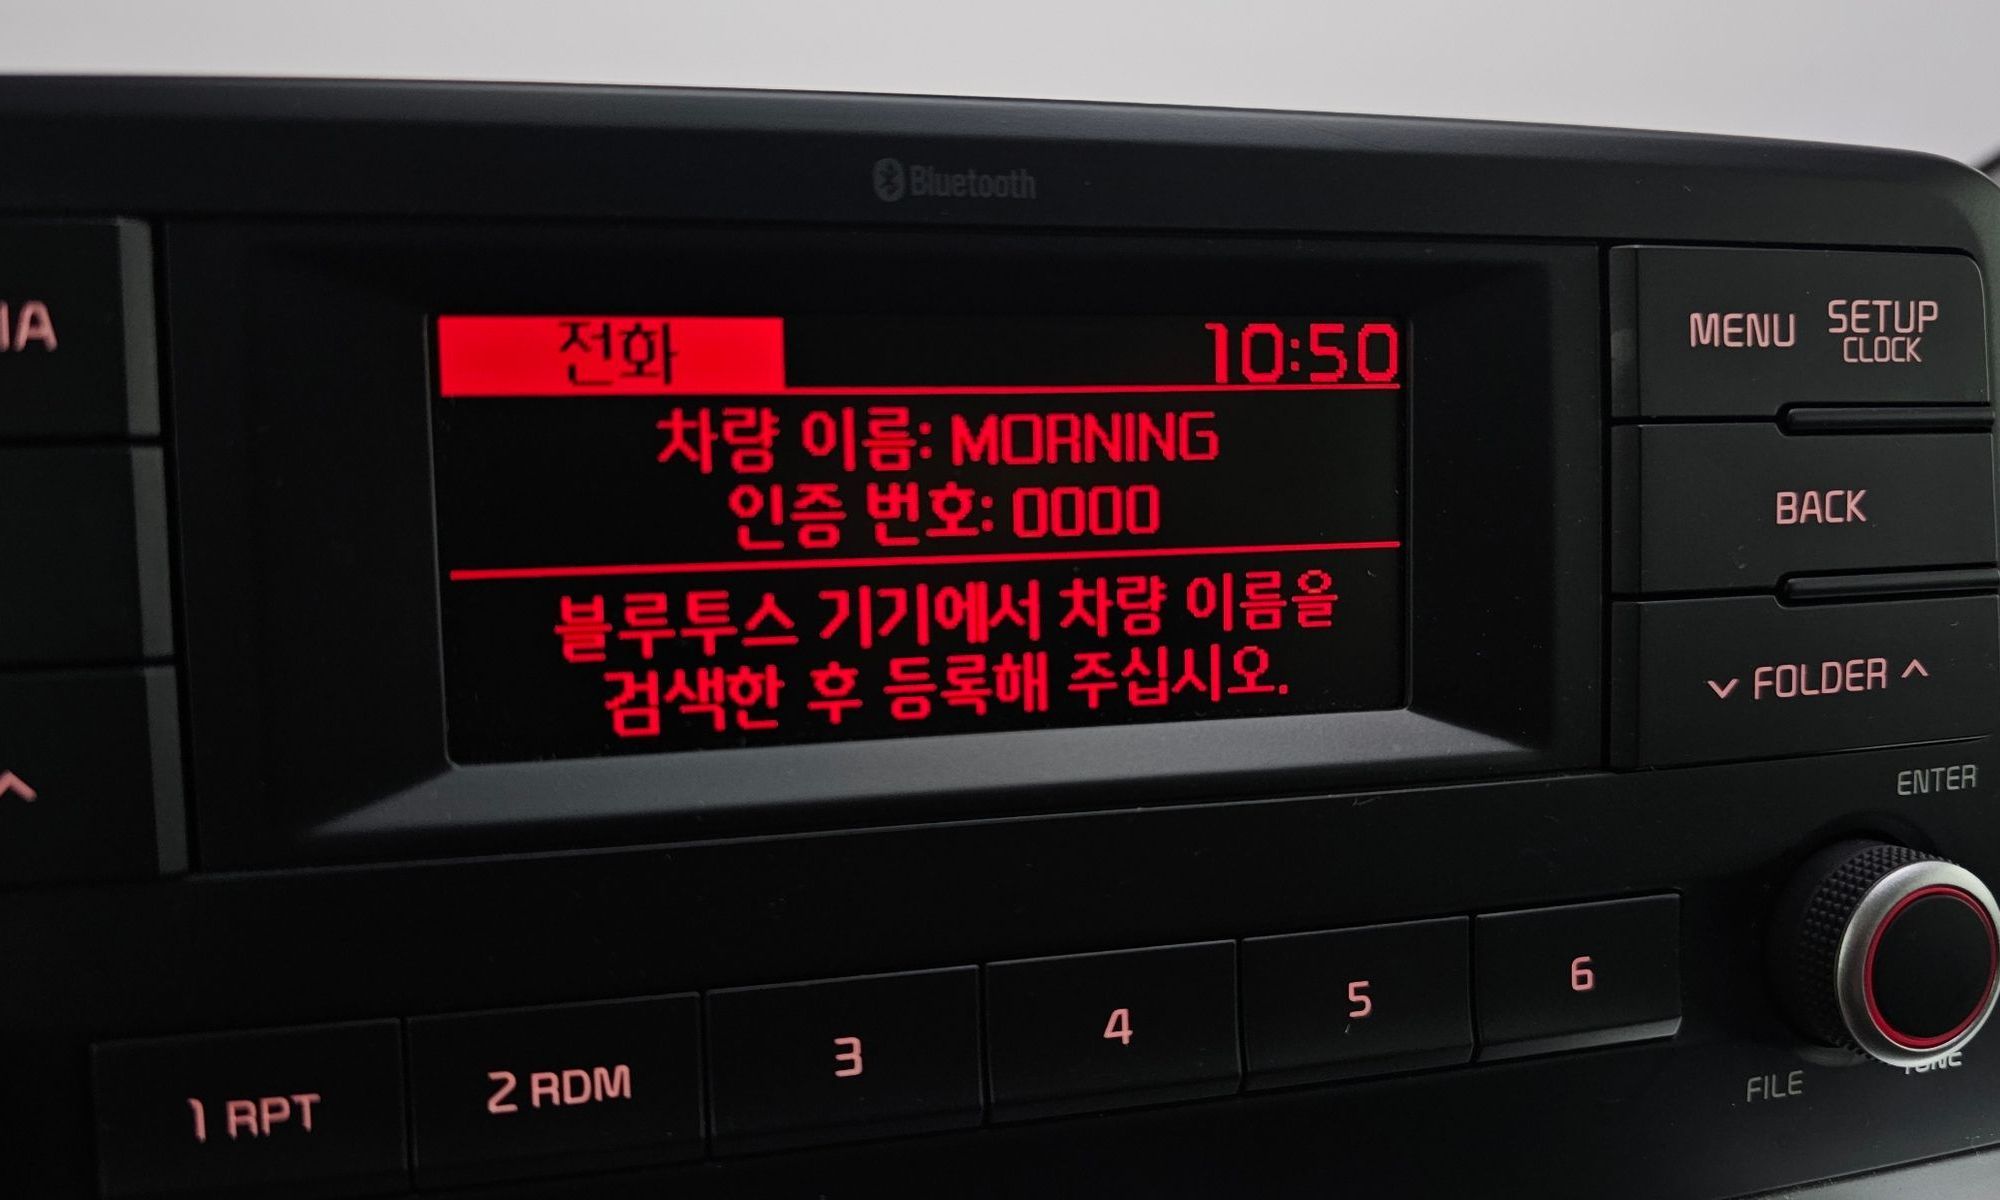 Bluetooth
전화 10:50
차량 이름: MORNING
인증 번호: 0000
블루투스 기기에서 차량 이름을
검색한 후 등록해 주십시오.
IA
MENU SETUP
CLOCK
BACK
FOLDER
ENTER
1 RPT 2 RDM 3 4 5 6
FILE
TUNE